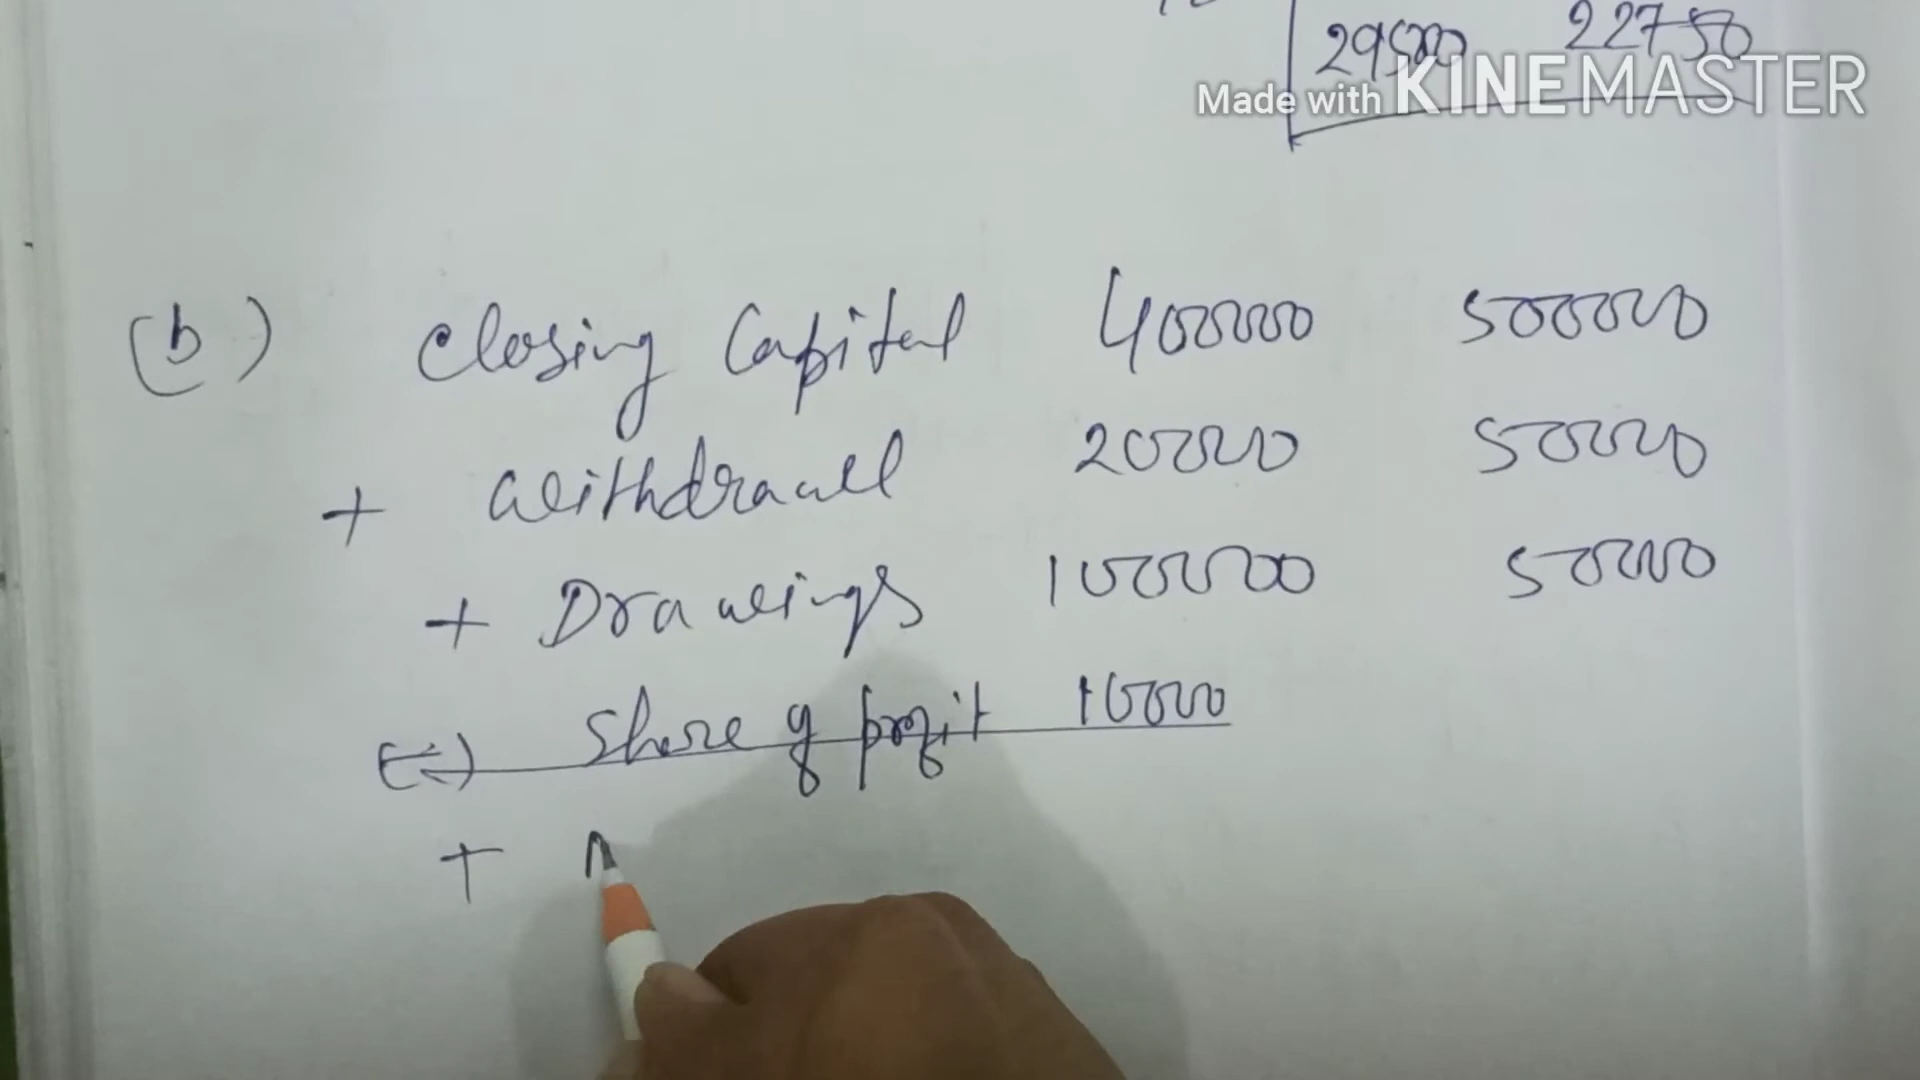 29500 22750
Made with KINEMASTER
(b) Closing Capital 400000 500000
+ Withdrawl 20000 50000
+ Drawings 100000 50000
(-) Share of profit 10000
+